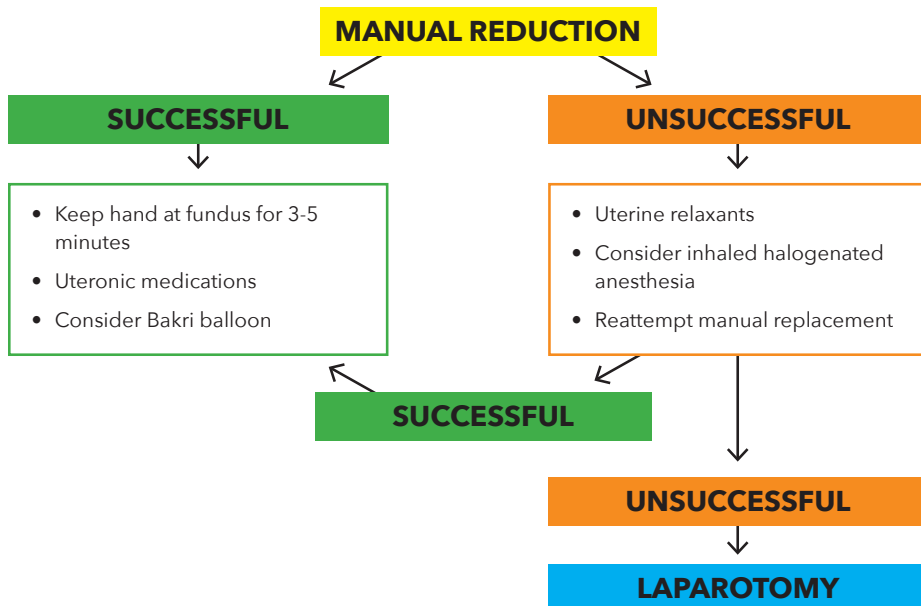 MANUAL REDUCTION
SUCCESSFUL
UNSUCCESSFUL
• Keep hand at fundus for 3-5
minutes
• Uteronic medications
• Consider Bakri balloon
• Uterine relaxants
• Consider inhaled halogenated
anesthesia
• Reattempt manual replacement
SUCCESSFUL
UNSUCCESSFUL
LAPAROTOMY